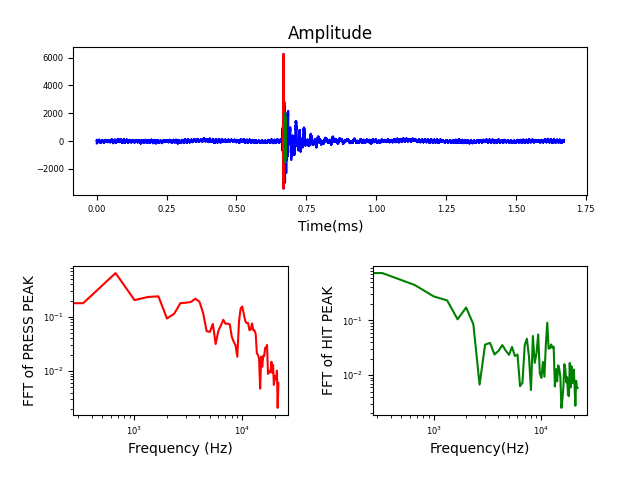 Amplitude
6000
4000
2000
0
−2000
0.00 0.25 0.50 0.75 1.00 1.25 1.50 1.75
Time(ms)
FFT of PRESS PEAK
10⁻¹
10⁻²
10³ 10⁴
Frequency (Hz)
FFT of HIT PEAK
10⁻¹
10⁻²
10³ 10⁴
Frequency(Hz)